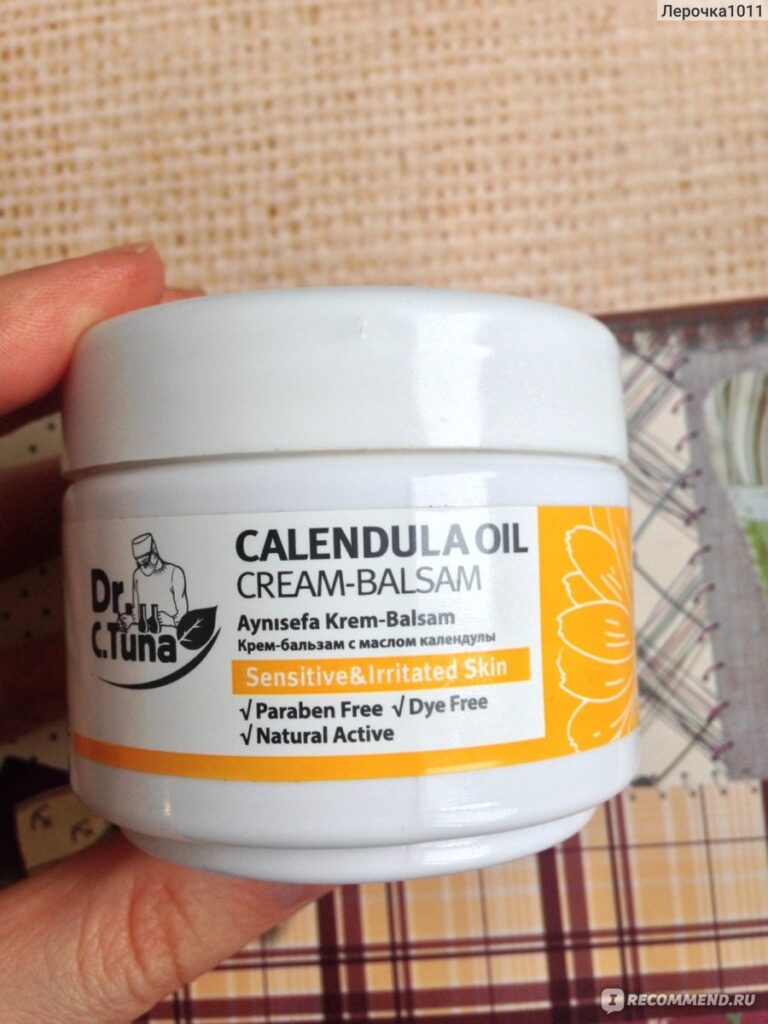 Лерочка1011
Dr.
C.Tuna
CALENDULA OIL
CREAM-BALSAM
Aynısefa Krem-Balsam
Крем-бальзам с маслом календулы
Sensitive&Irritated Skin
√ Paraben Free √ Dye Free
√ Natural Active
I RECOMMEND.RU